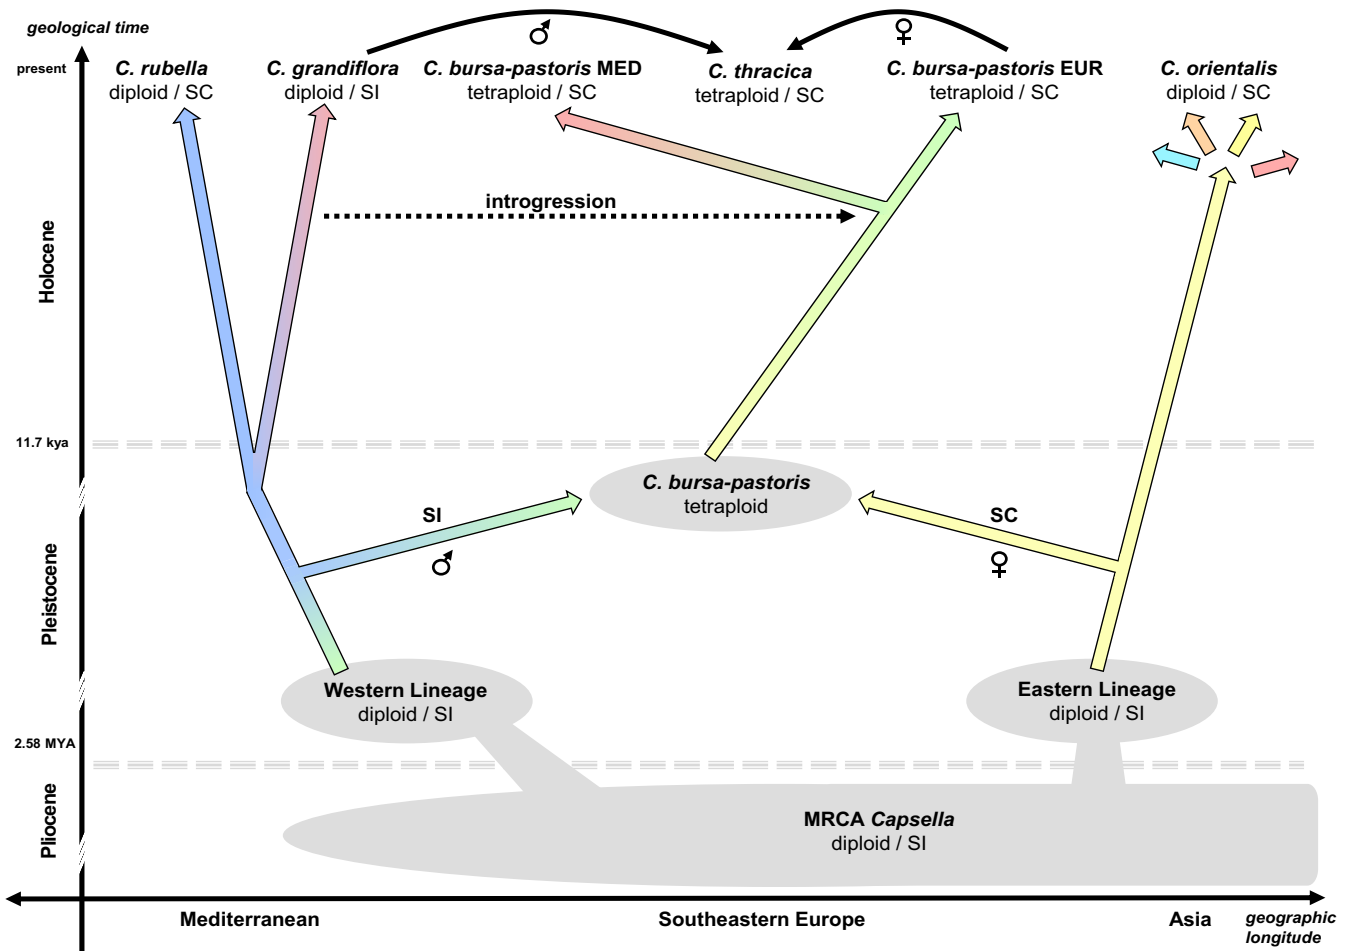 geological time
♂
♀
present
C. rubella
diploid / SC
C. grandiflora
diploid / SI
C. bursa-pastoris MED
tetraploid / SC
C. thracica
tetraploid / SC
C. bursa-pastoris EUR
tetraploid / SC
C. orientalis
diploid / SC
introgression
Holocene
11.7 kya
C. bursa-pastoris
tetraploid
SI
♂
SC
♀
Pleistocene
Western Lineage
diploid / SI
Eastern Lineage
diploid / SI
2.58 MYA
Pliocene
MRCA Capsella
diploid / SI
Mediterranean
Southeastern Europe
Asia
geographic
longitude